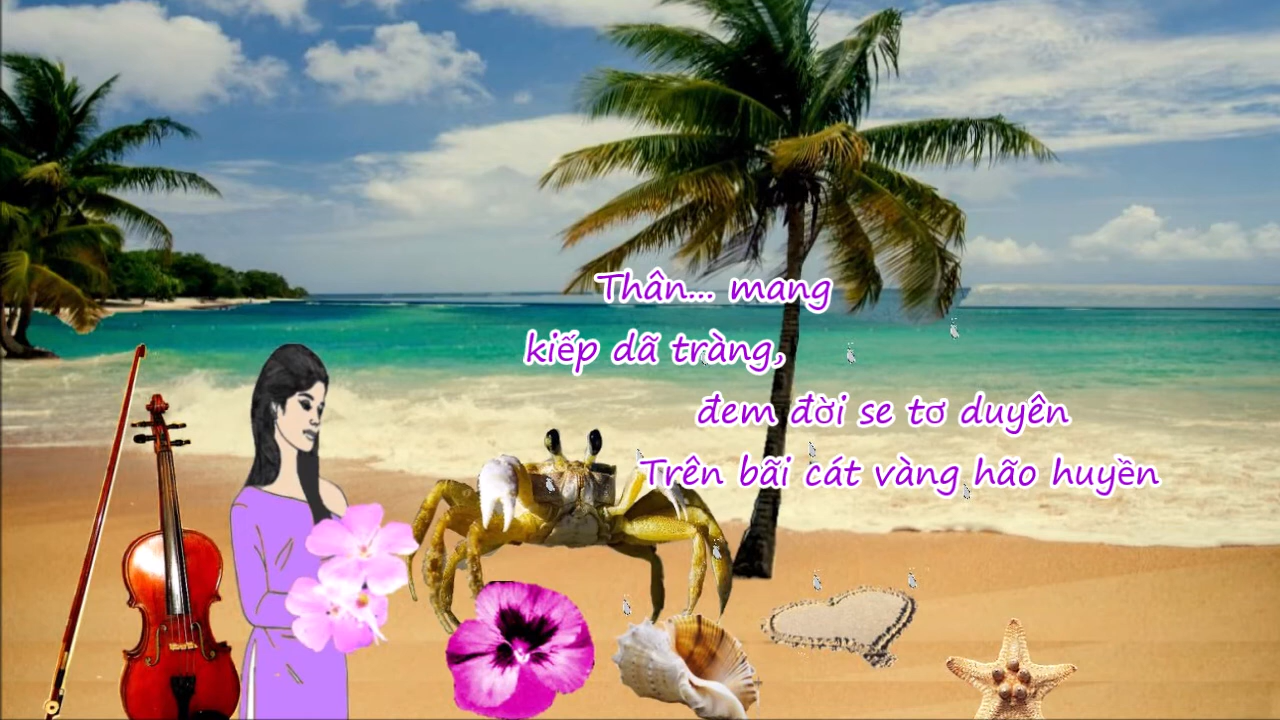 Thân... mang
kiếp dã tràng,
đem đời se tơ duyên
Trên bãi cát vàng hão huyền